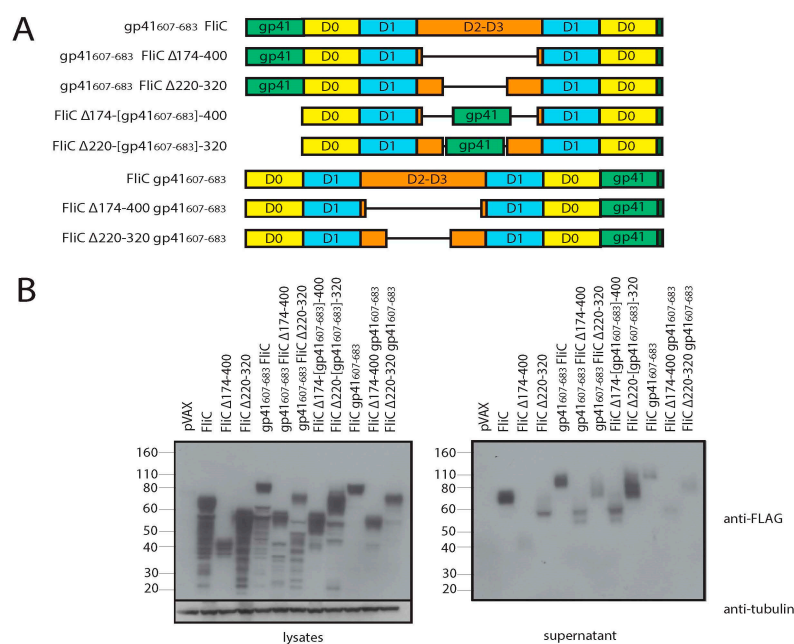 A
gp41607-683 FliC gp41 D0 D1 D2-D3 D1 D0
gp41607-683 FliC Δ174-400 gp41 D0 D1 D1 D0
gp41607-683 FliC Δ220-320 gp41 D0 D1 D1 D0
FliC Δ174-[gp41607-683]-400 D0 D1 gp41 D1 D0
FliC Δ220-[gp41607-683]-320 D0 D1 gp41 D1 D0
FliC gp41607-683 D0 D1 D2-D3 D1 D0 gp41
FliC Δ174-400 gp41607-683 D0 D1 D1 D0 gp41
FliC Δ220-320 gp41607-683 D0 D1 D1 D0 gp41
B
pVAX
FliC
FliC Δ174-400
FliC Δ220-320
gp41607-683 FliC
gp41607-683 FliC Δ174-400
gp41607-683 FliC Δ220-320
FliC Δ174-[gp41607-683]-400
FliC Δ220-[gp41607-683]-320
FliC gp41607-683
FliC Δ174-400 gp41607-683
FliC Δ220-320 gp41607-683
160
110
80
60
50
40
30
20
lysates
pVAX
FliC
FliC Δ174-400
FliC Δ220-320
gp41607-683 FliC
gp41607-683 FliC Δ174-400
gp41607-683 FliC Δ220-320
FliC Δ174-[gp41607-683]-400
FliC Δ220-[gp41607-683]-320
FliC gp41607-683
FliC Δ174-400 gp41607-683
FliC Δ220-320 gp41607-683
160
110
80
60
50
40
30
20
supernatant
anti-FLAG
anti-tubulin